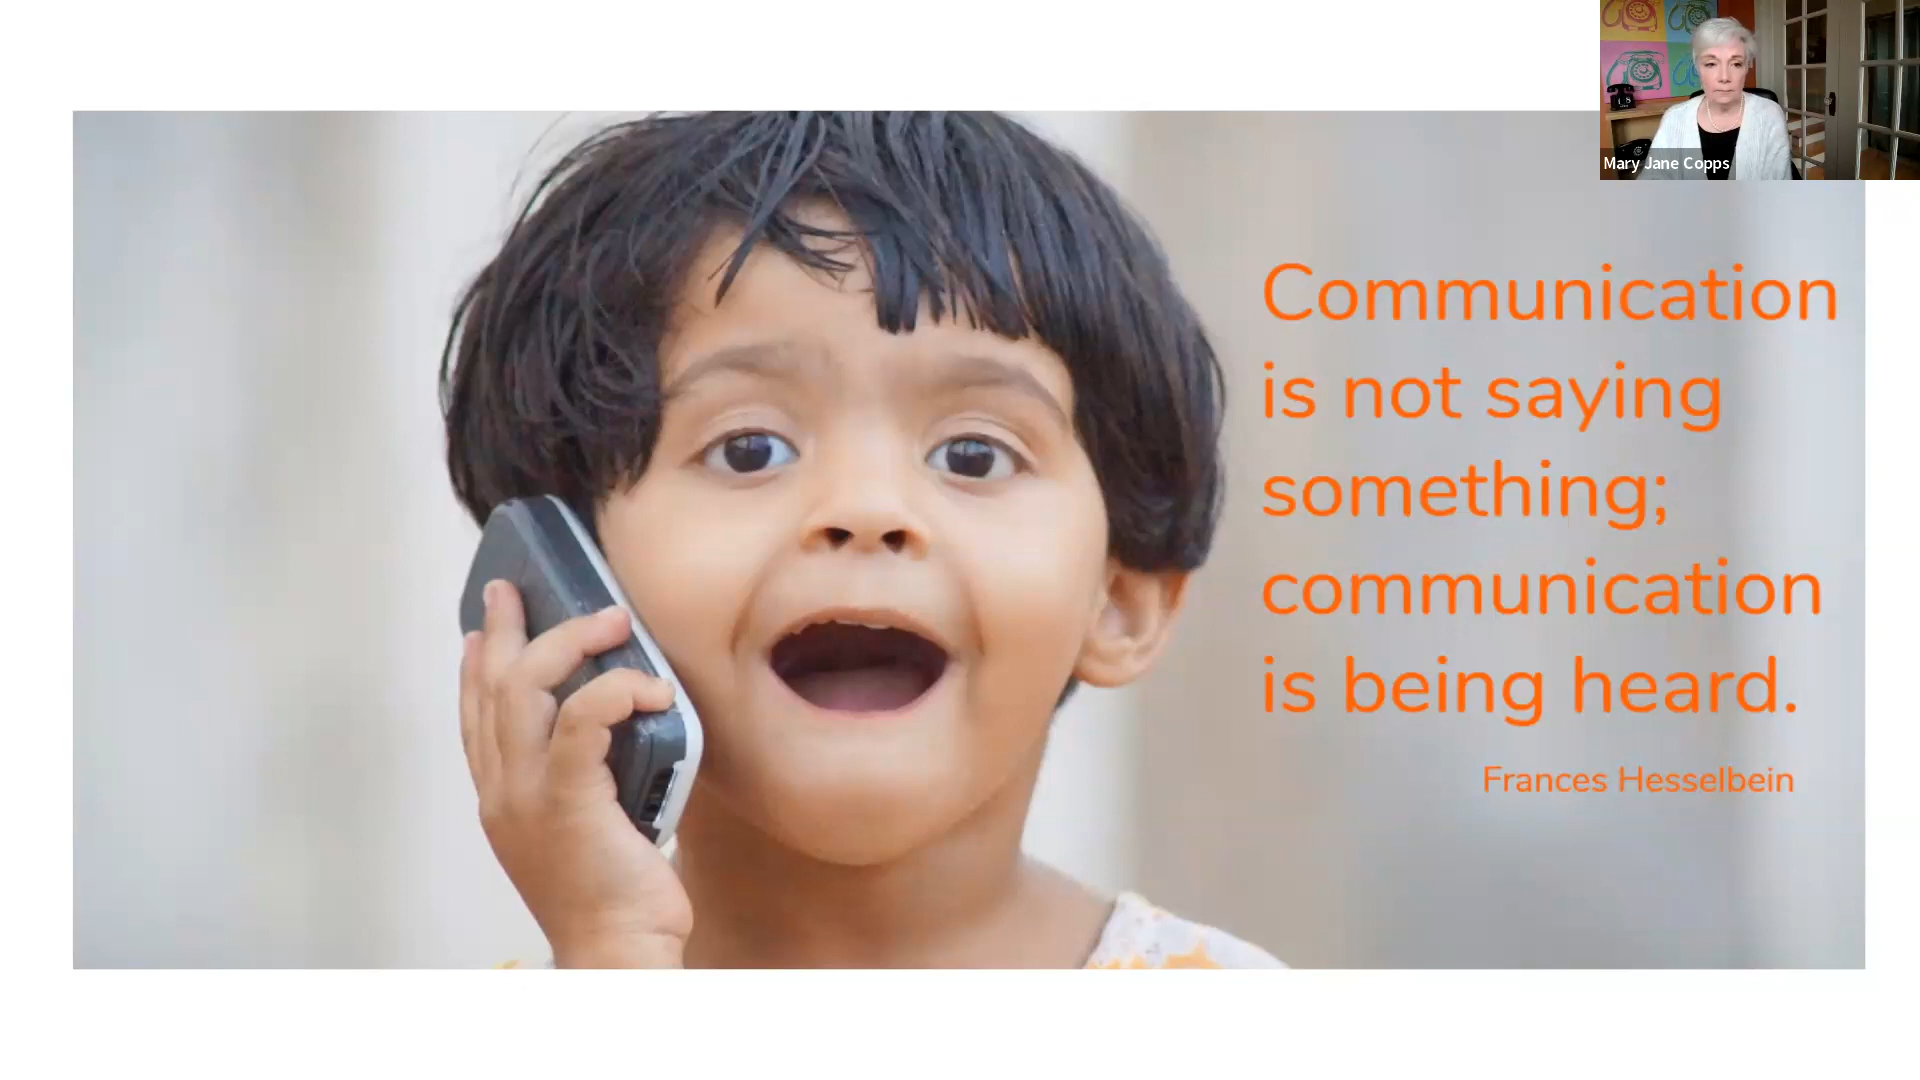 Mary Jane Copps
Communication
is not saying
something;
communication
is being heard.
Frances Hesselbein